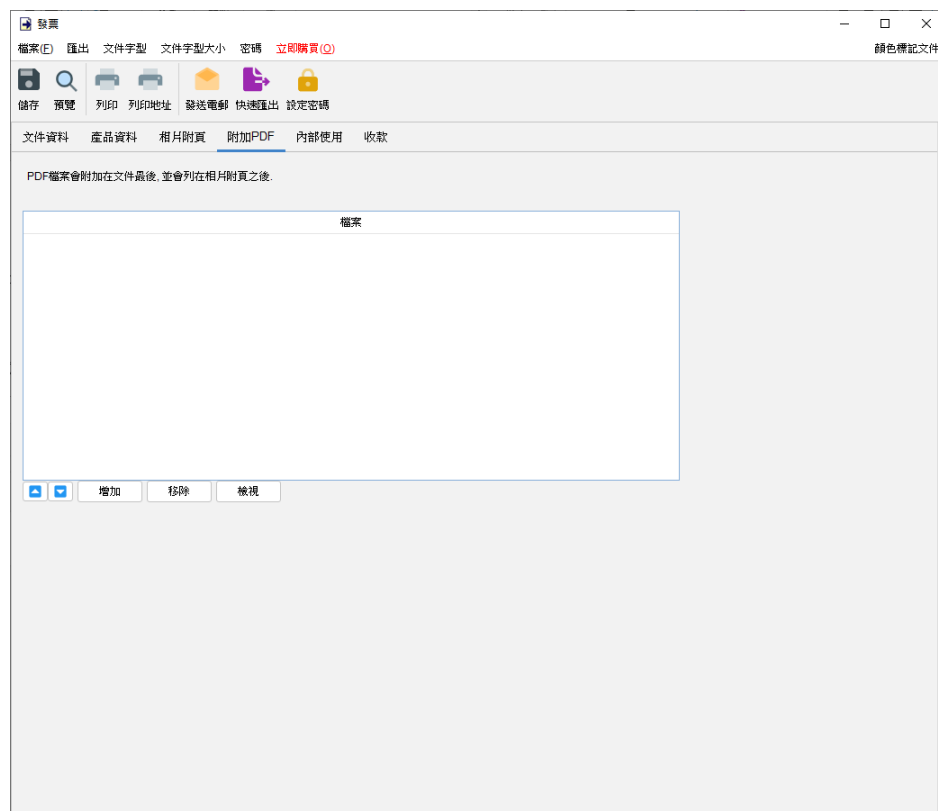 發票
檔案(F) 匯出 文件字型 文件字型大小 密碼 立即購買(O) 顏色標記文件
儲存 預覽 列印 列印地址 發送電郵 快速匯出 設定密碼
文件資料 產品資料 相片附頁 附加PDF 內部使用 收款
PDF檔案會附加在文件最後, 並會列在相片附頁之後.
檔案
增加 移除 檢視